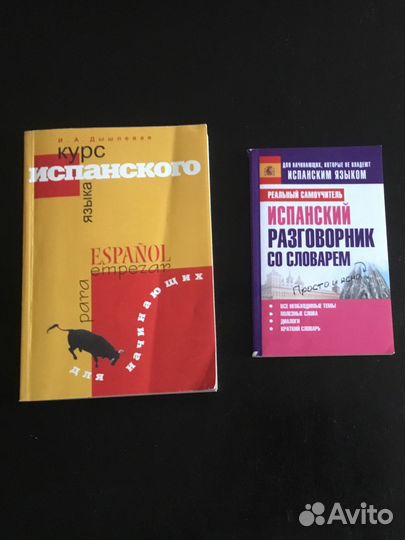 И. А. Дышлевая
курс
испанского
языка
ESPAÑOL
para
empezar
для
начинающих
ДЛЯ НАЧИНАЮЩИХ, КОТОРЫЕ НЕ ВЛАДЕЮТ
ИСПАНСКИМ ЯЗЫКОМ
РЕАЛЬНЫЙ САМОУЧИТЕЛЬ
ИСПАНСКИЙ
РАЗГОВОРНИК
СО СЛОВАРЕМ
Просто и ясно
ВСЕ НЕОБХОДИМЫЕ ТЕМЫ
ПОЛЕЗНЫЕ СЛОВА
ДИАЛОГИ
КРАТКИЙ СЛОВАРЬ
Avito